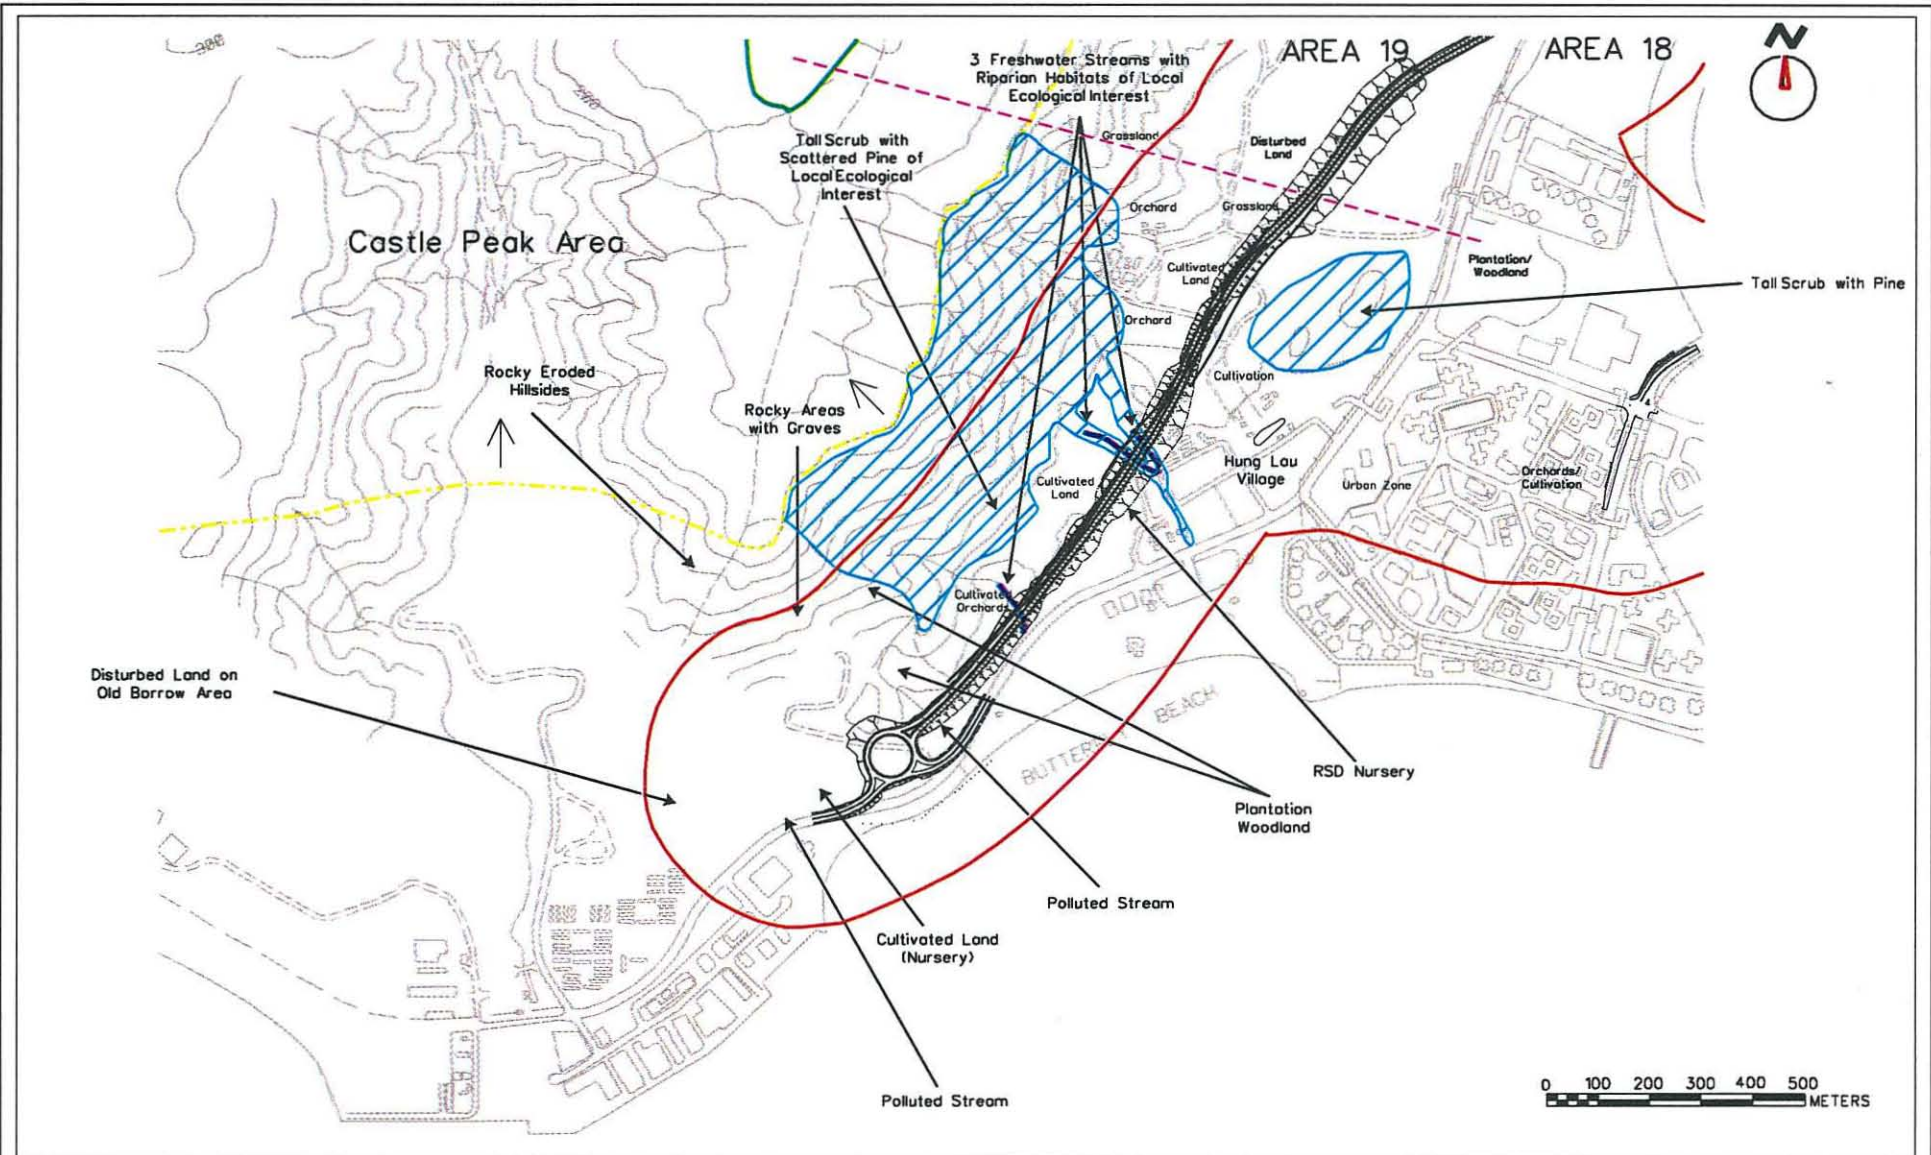 AREA 19
AREA 18
N
300
200
3 Freshwater Streams with
Riparian Habitats of Local
Ecological Interest
Tall Scrub with
Scattered Pine of
Local Ecological
Interest
Grassland
Disturbed
Land
Orchard
Grassland
Castle Peak Area
Cultivated
Land
Plantation/
Woodland
Tall Scrub with Pine
Orchard
Rocky Eroded
Hillsides
Cultivation
Rocky Areas
with Graves
Hung Lau
Village
Cultivated
Land
Urban Zone
Orchards/
Cultivation
Cultivated
Orchards
Disturbed Land on
Old Borrow Area
BEACH
RSD Nursery
Plantation
Woodland
Polluted Stream
Cultivated Land
(Nursery)
Polluted Stream
0 100 200 300 400 500
METERS